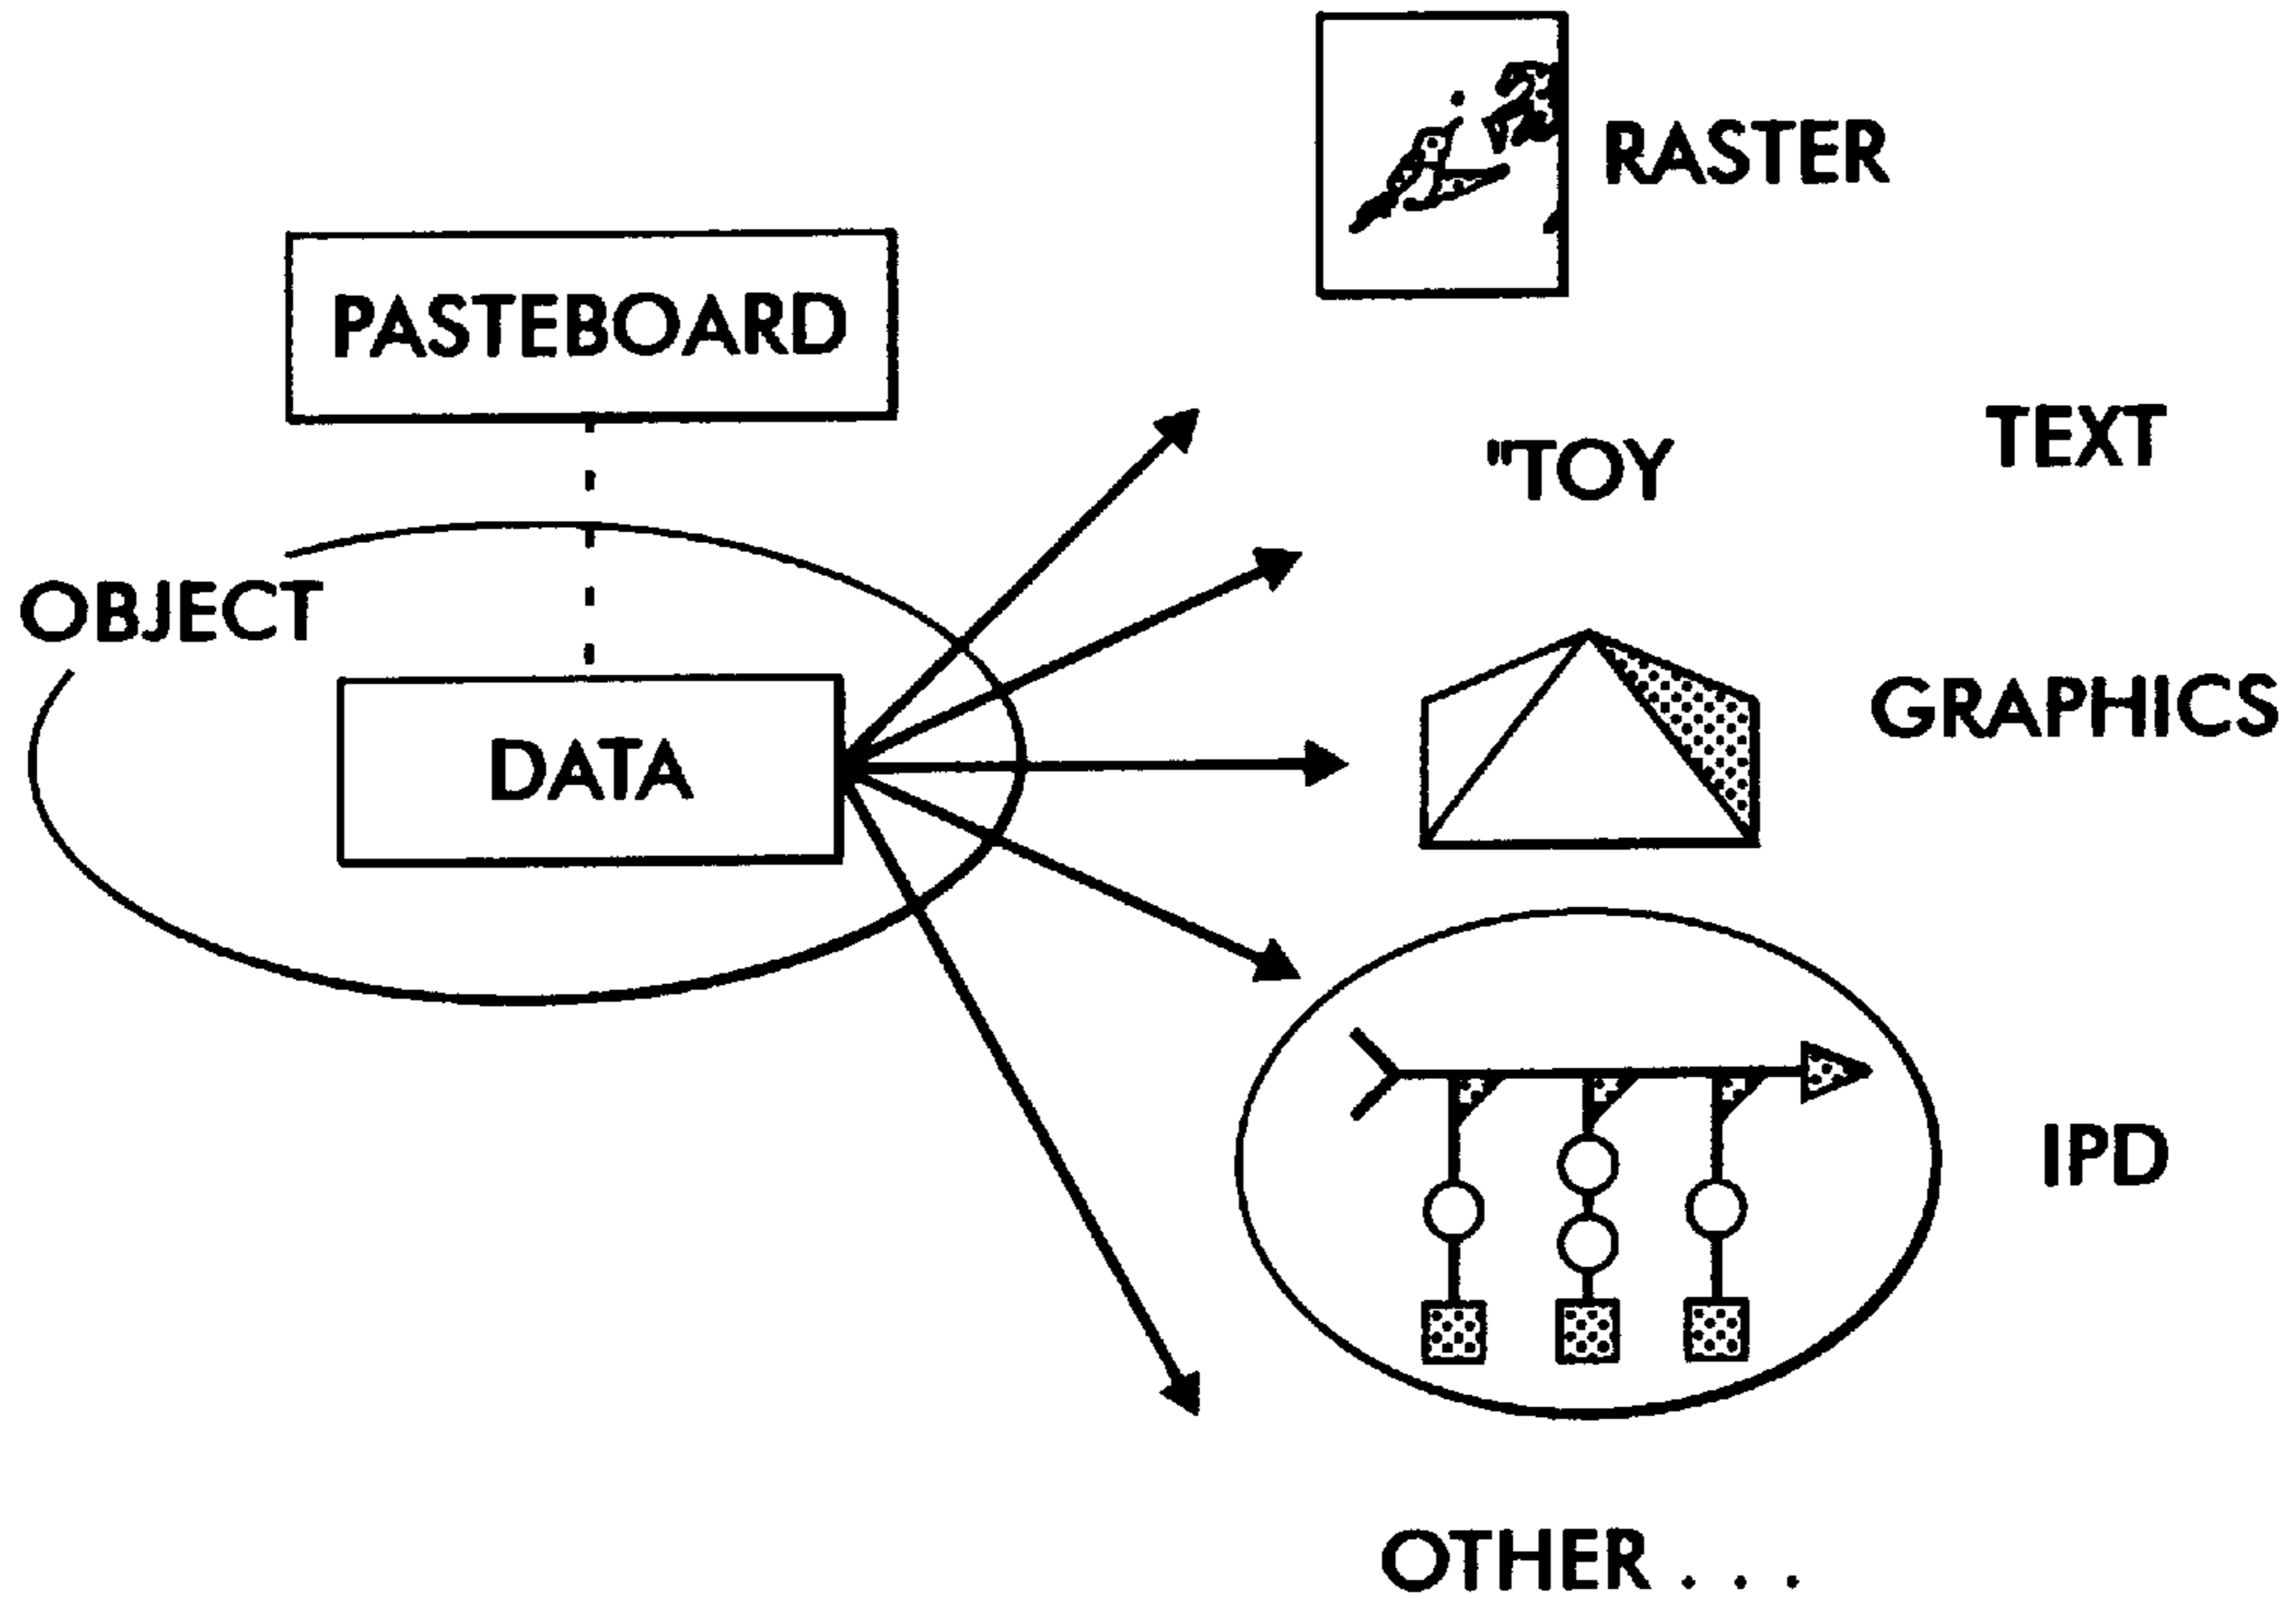 RASTER
PASTEBOARD
"TOY
TEXT
OBJECT
DATA
GRAPHICS
IPD
OTHER . . .